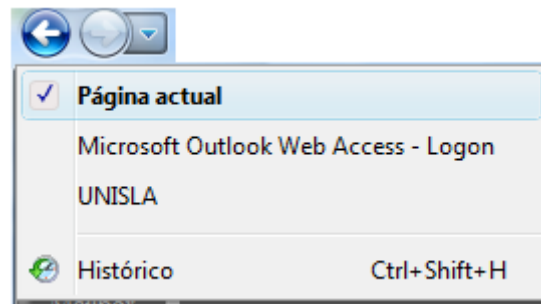 Página actual
Microsoft Outlook Web Access - Logon
UNISLA
Histórico Ctrl+Shift+H